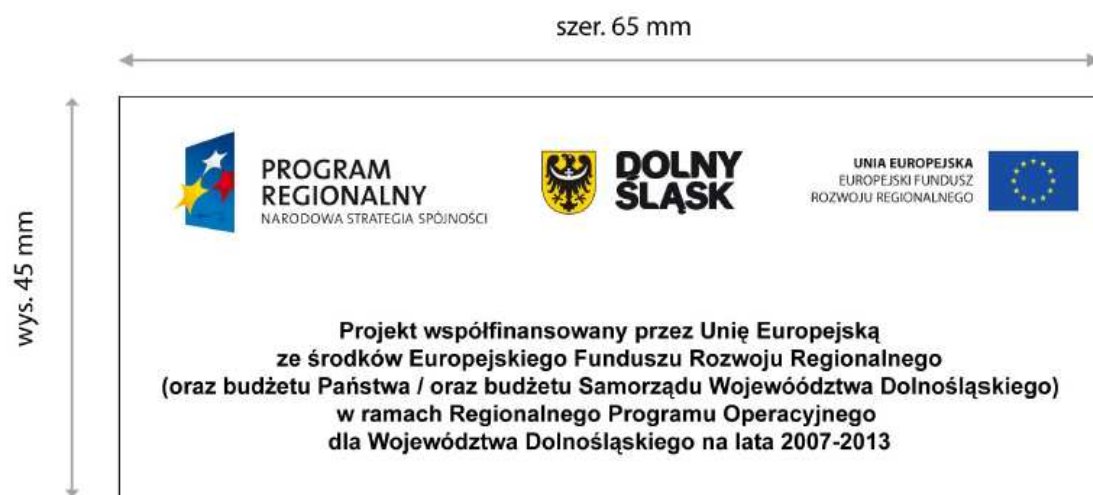 szer. 65 mm
wys. 45 mm
PROGRAM
REGIONALNY
NARODOWA STRATEGIA SPÓJNOŚCI
DOLNY
ŚLĄSK
UNIA EUROPEJSKA
EUROPEJSKI FUNDUSZ
ROZWOJU REGIONALNEGO
Projekt współfinansowany przez Unię Europejską
ze środków Europejskiego Funduszu Rozwoju Regionalnego
(oraz budżetu Państwa / oraz budżetu Samorządu Wojewóództwa Dolnośląskiego)
w ramach Regionalnego Programu Operacyjnego
dla Województwa Dolnośląskiego na lata 2007-2013